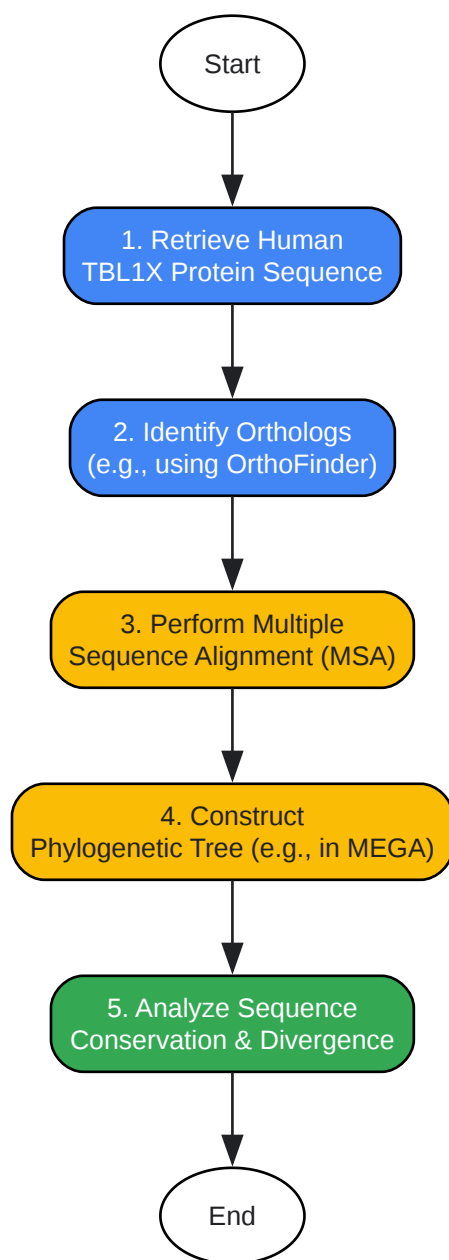 Start
1. Retrieve Human
TBL1X Protein Sequence
2. Identify Orthologs
(e.g., using OrthoFinder)
3. Perform Multiple
Sequence Alignment (MSA)
4. Construct
Phylogenetic Tree (e.g., in MEGA)
5. Analyze Sequence
Conservation & Divergence
End